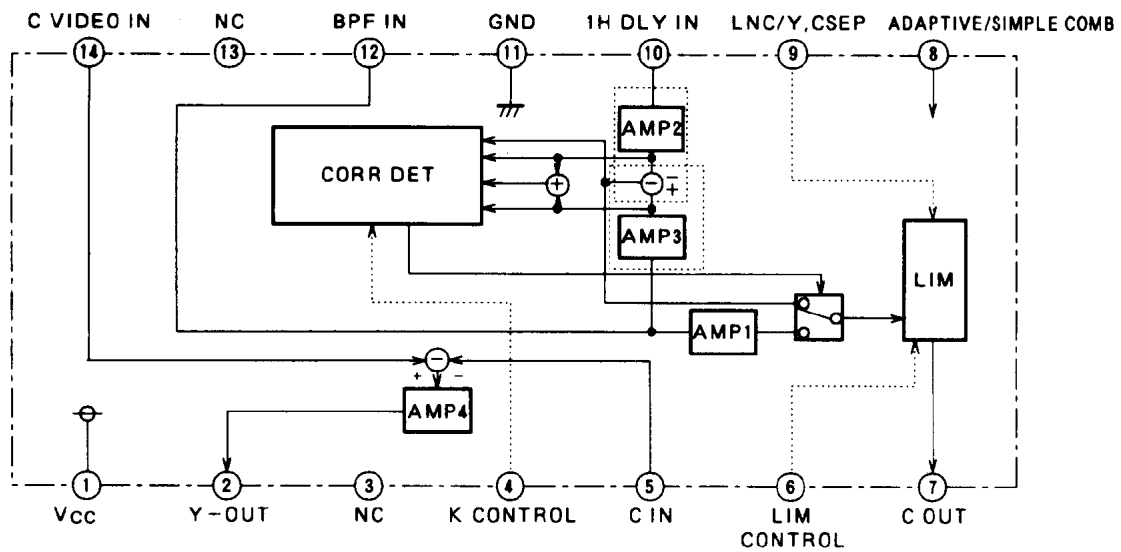 C VIDEO IN NC BPF IN GND 1H DLY IN LNC/Y,CSEP ADAPTIVE/SIMPLE COMB
14 13 12 11 10 9 8
AMP2
CORR DET
+ − − +
AMP3
LIM
AMP1
−
+ −
AMP4
1 2 3 4 5 6 7
VCC Y-OUT NC K CONTROL C IN LIM CONTROL C OUT